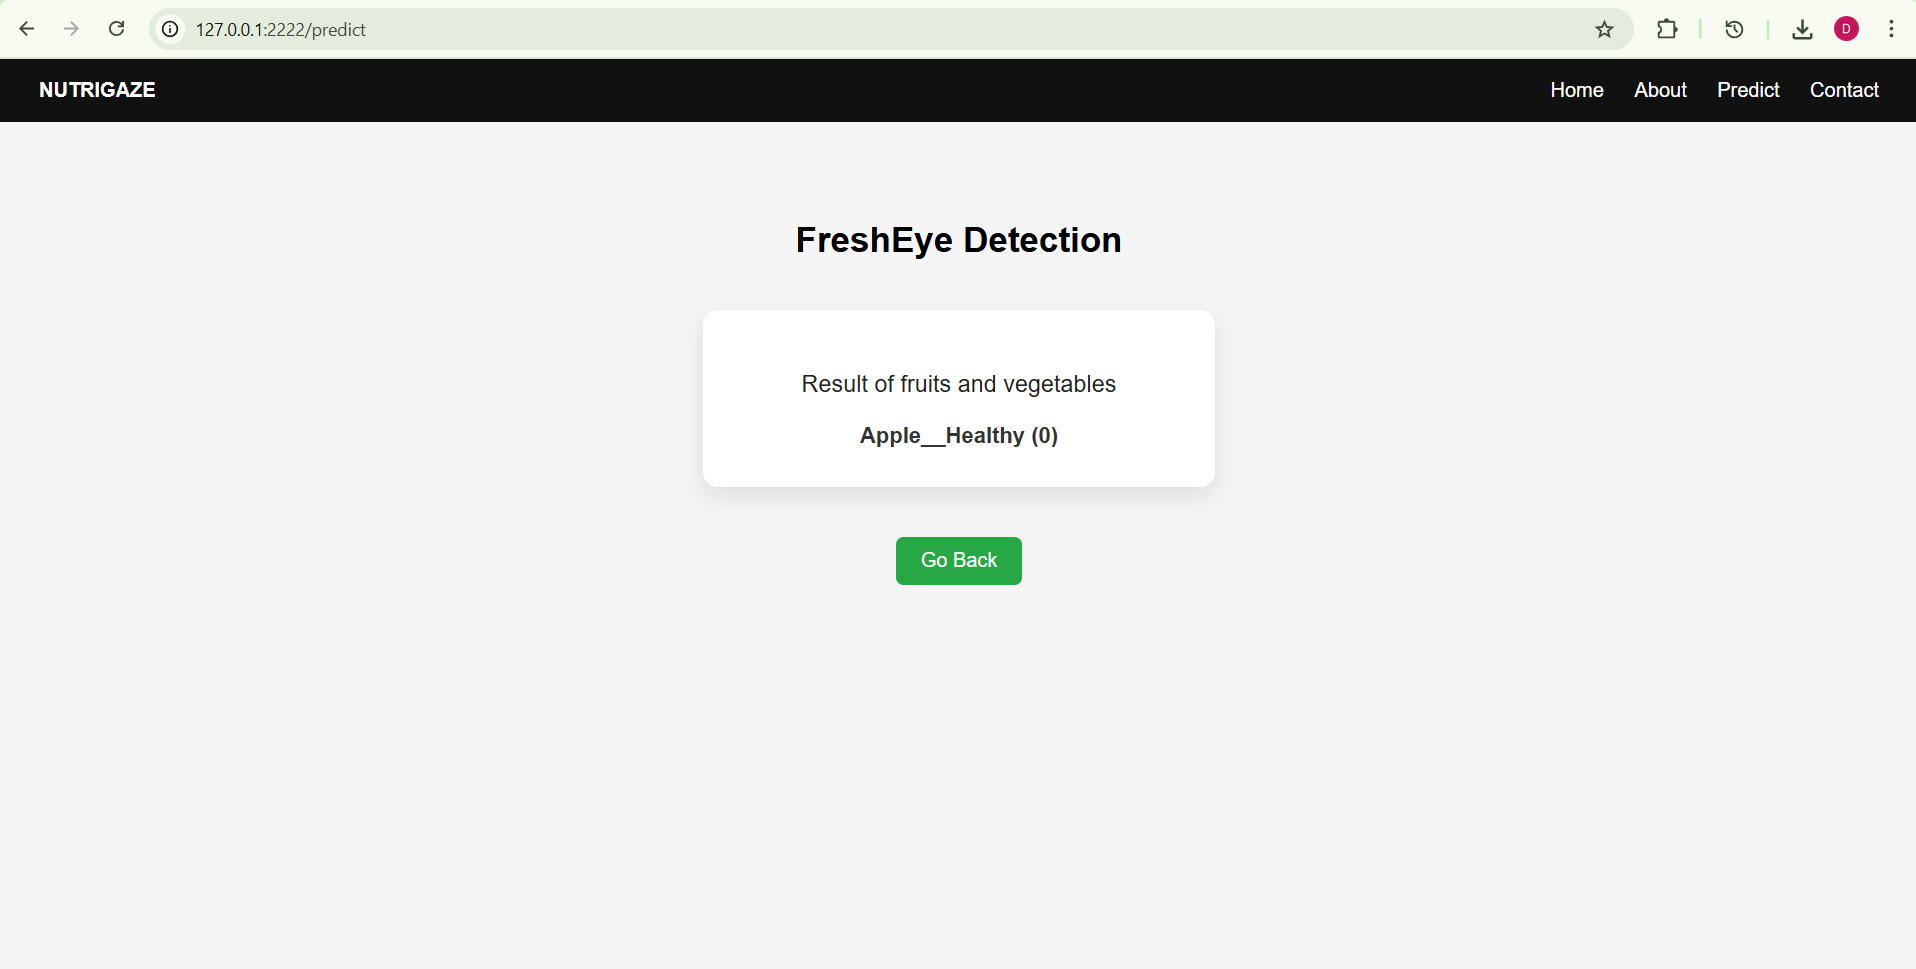 127.0.0.1:2222/predict
D
NUTRIGAZE
Home About Predict Contact
FreshEye Detection
Result of fruits and vegetables
Apple__Healthy (0)
Go Back